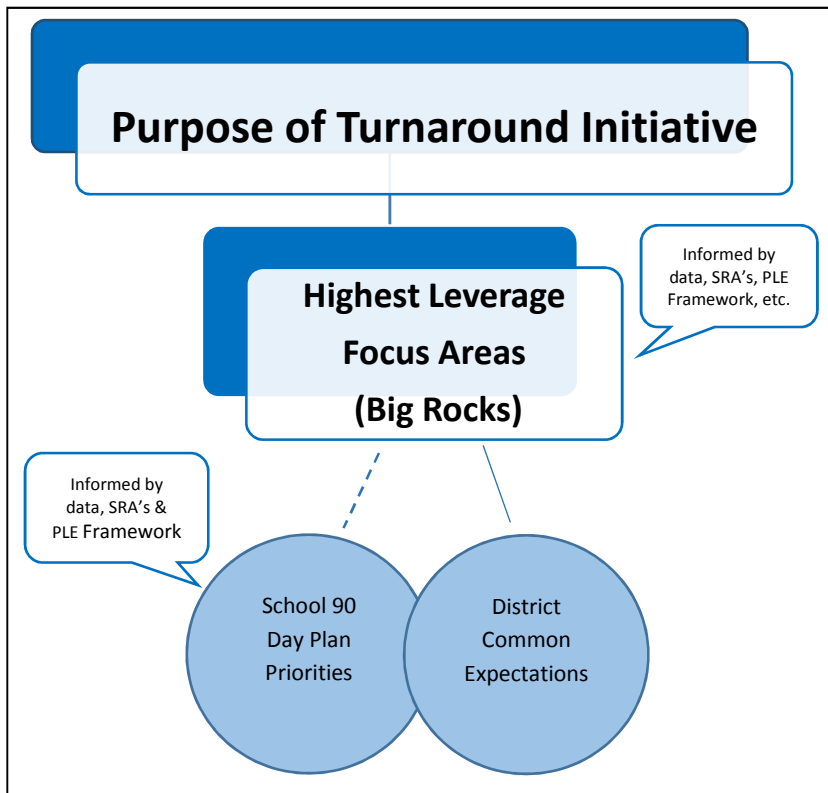 Purpose of Turnaround Initiative
Highest Leverage
Focus Areas
(Big Rocks)
Informed by
data, SRA’s, PLE
Framework, etc.
Informed by
data, SRA’s &
PLE Framework
School 90
Day Plan
Priorities
District
Common
Expectations